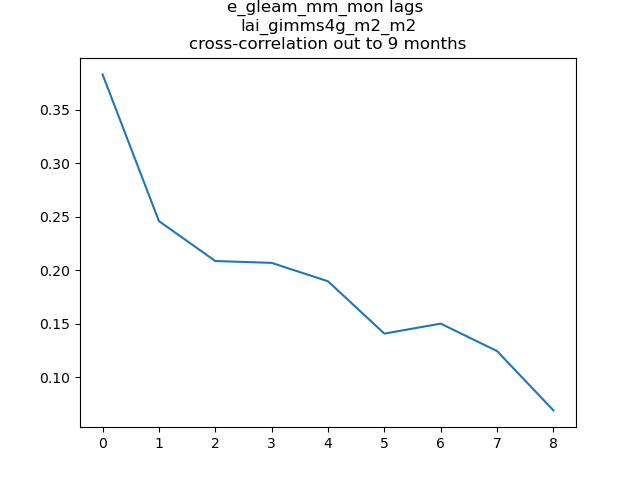 e_gleam_mm_mon lags
lai_gimms4g_m2_m2
cross-correlation out to 9 months
0.35
0.30
0.25
0.20
0.15
0.10
0 1 2 3 4 5 6 7 8